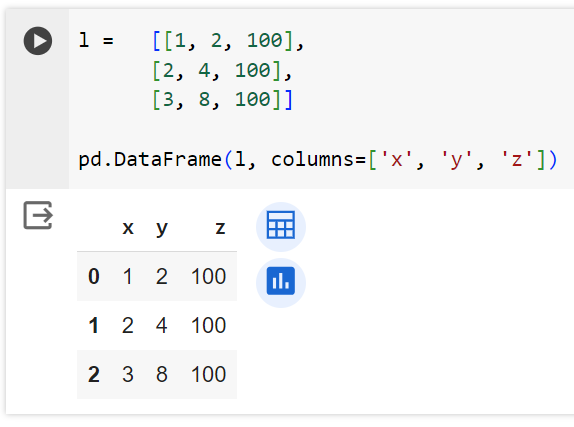 l =   [[1, 2, 100],
      [2, 4, 100],
      [3, 8, 100]]
pd.DataFrame(l, columns=['x', 'y', 'z'])
x y z
0 1 2 100
1 2 4 100
2 3 8 100